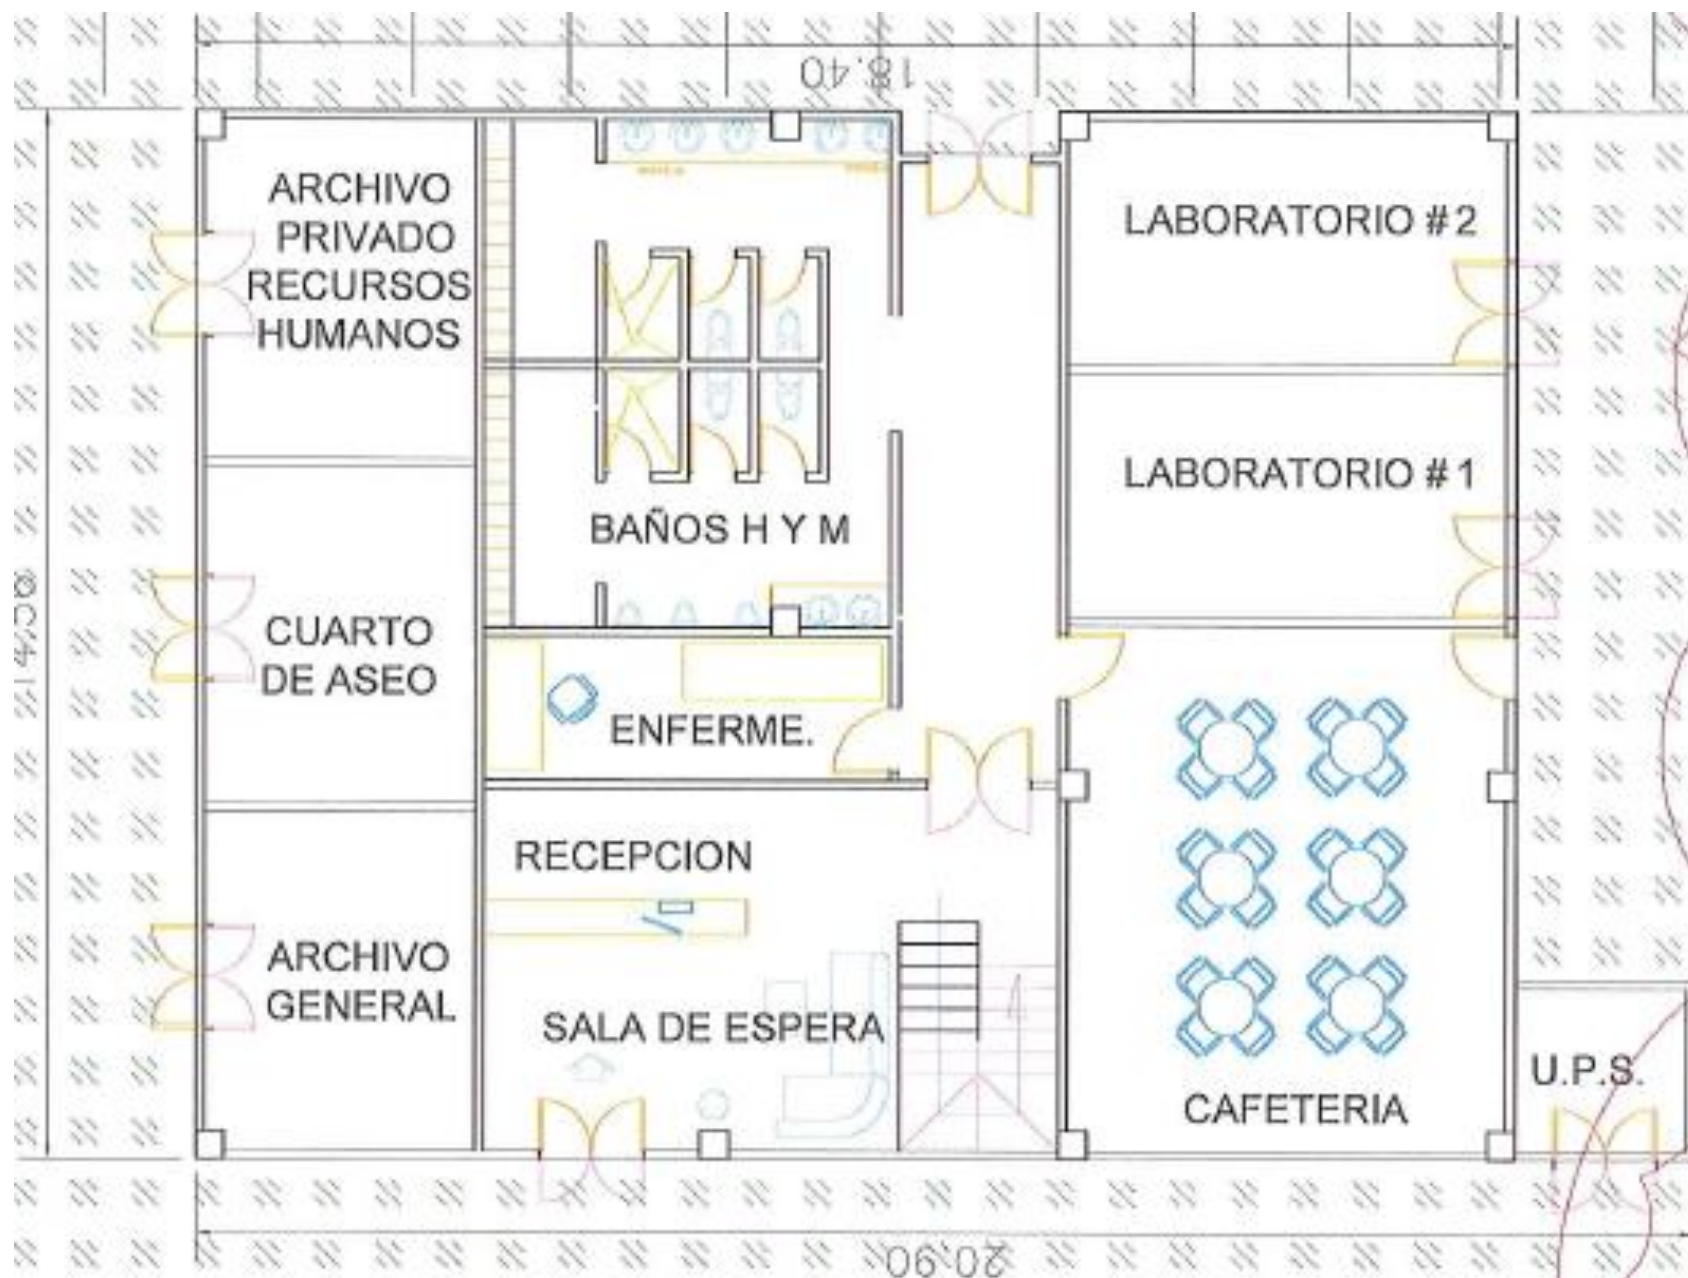 18.40
ARCHIVO
PRIVADO
RECURSOS
HUMANOS
LABORATORIO #2
LABORATORIO #1
BAÑOS H Y M
CUARTO
DE ASEO
ENFERME.
RECEPCION
ARCHIVO
GENERAL
SALA DE ESPERA
CAFETERIA
U.P.S.
20.90